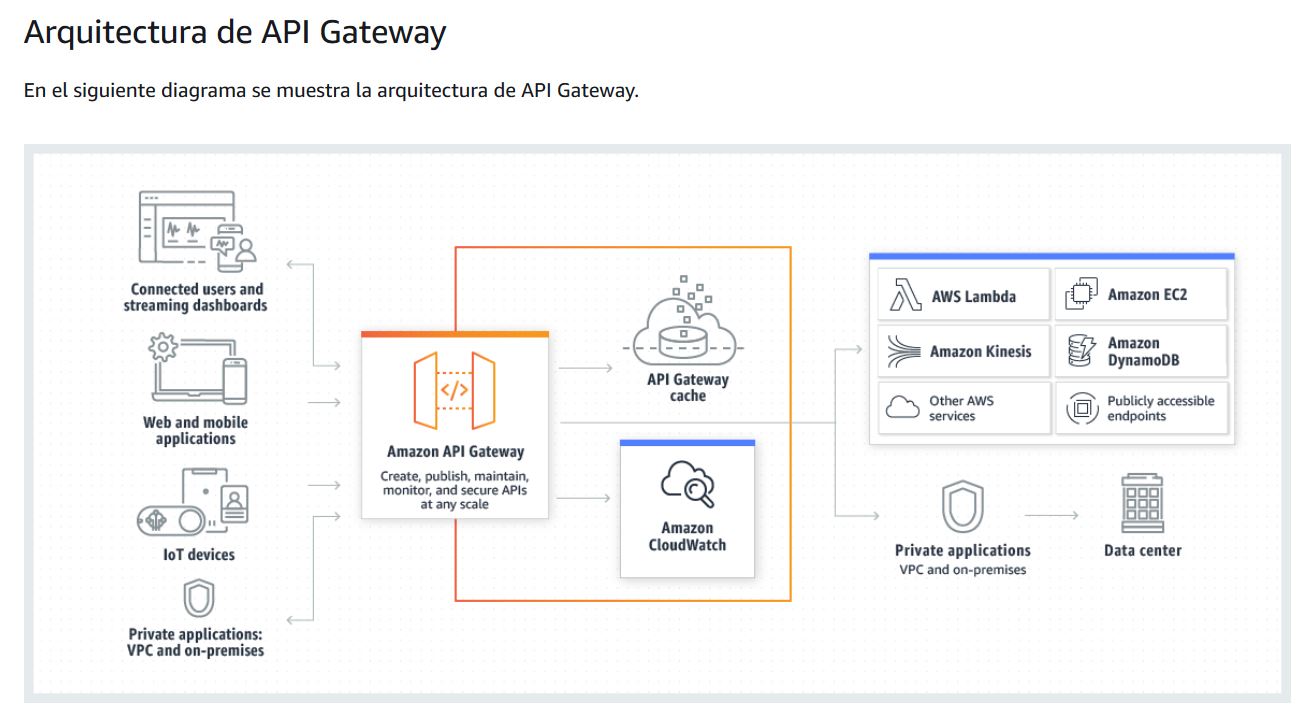 Arquitectura de API Gateway
En el siguiente diagrama se muestra la arquitectura de API Gateway.
Connected users and
streaming dashboards
Web and mobile
applications
IoT devices
Private applications:
VPC and on-premises
</>
Amazon API Gateway
Create, publish, maintain,
monitor, and secure APIs
at any scale
API Gateway
cache
Amazon
CloudWatch
AWS Lambda
Amazon EC2
Amazon Kinesis
Amazon
DynamoDB
Other AWS
services
Publicly accessible
endpoints
Private applications
VPC and on-premises
Data center